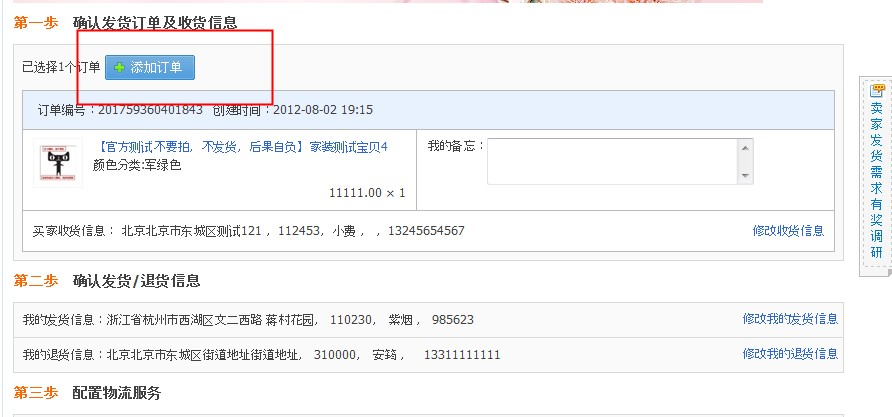 第一步 确认发货订单及收货信息
已选择1个订单 添加订单
订单编号：201759360401843 创建时间：2012-08-02 19:15
【官方测试不要拍，不发货，后果自负】家装测试宝贝4
颜色分类:军绿色
11111.00 × 1
我的备忘：
买家收货信息： 北京北京市东城区测试121 ，112453，小费 ， ，13245654567
修改收货信息
第二步 确认发货/退货信息
我的发货信息：浙江省杭州市西湖区文二西路 蒋村花园， 110230， 紫烟 ， 985623
修改我的发货信息
我的退货信息：北京北京市东城区街道地址街道地址， 310000， 安臵 ， 13311111111
修改我的退货信息
第三步 配置物流服务
卖家发货需求有奖调研